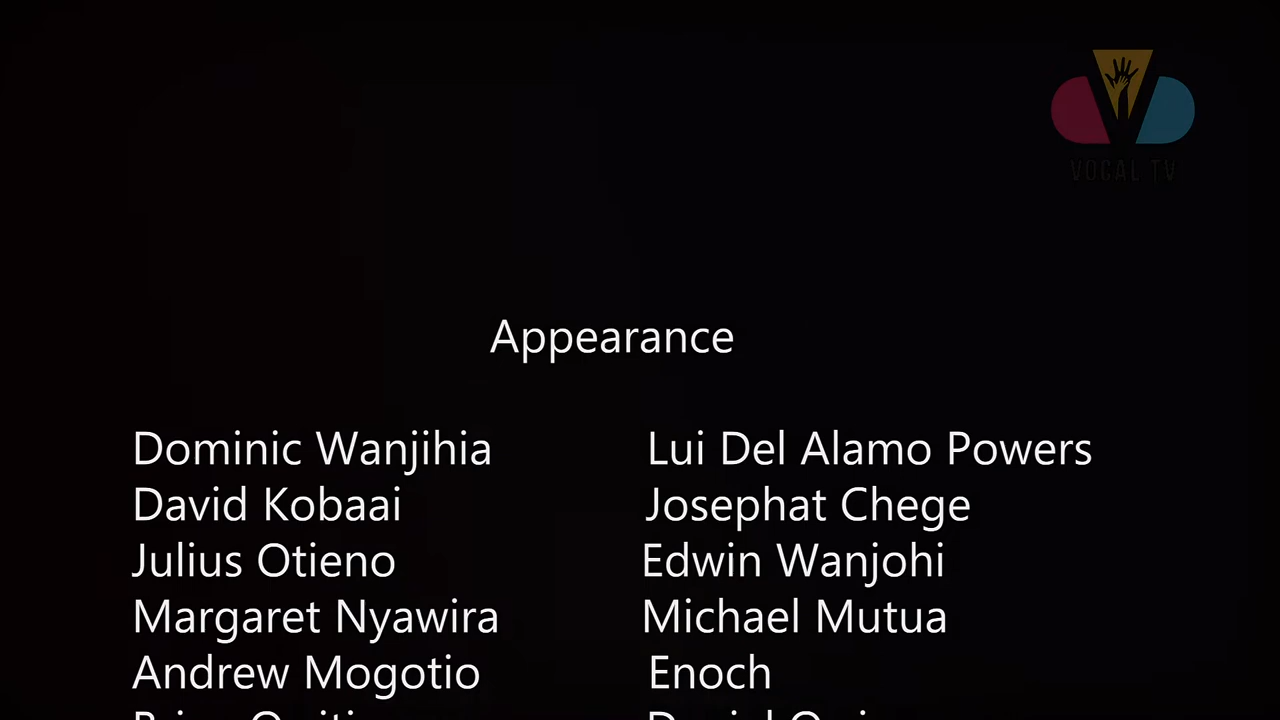 VOCAL TV
Appearance
Dominic Wanjihia Lui Del Alamo Powers
David Kobaai Josephat Chege
Julius Otieno Edwin Wanjohi
Margaret Nyawira Michael Mutua
Andrew Mogotio Enoch